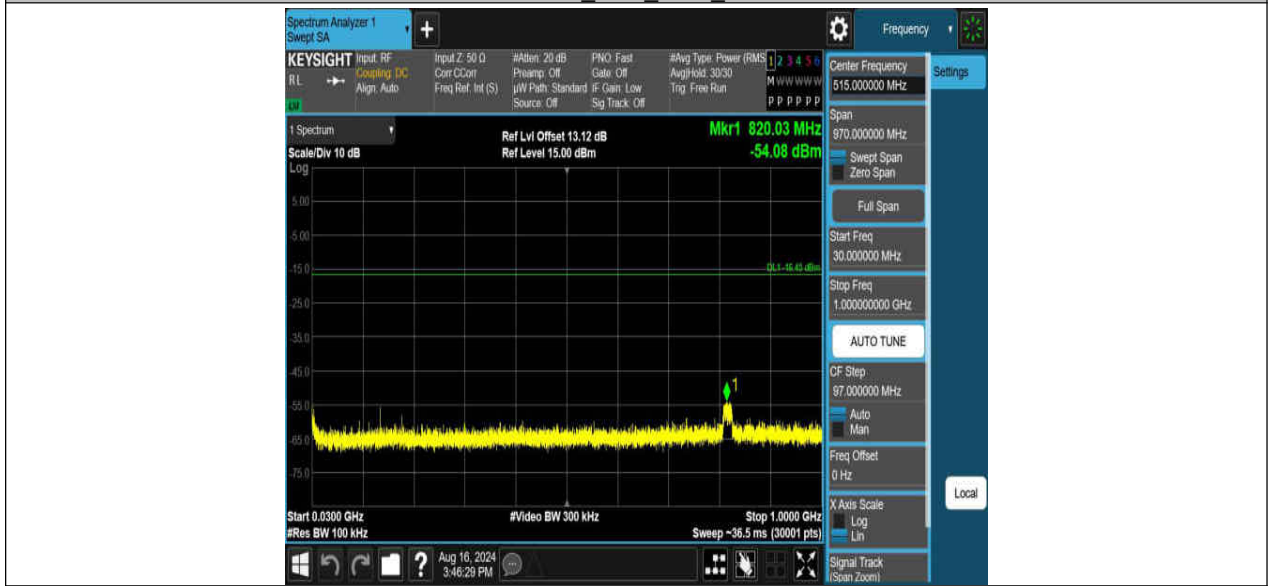 Spectrum Analyzer 1
Swept SA
+
Frequency
KEYSIGHT
RL
LM
Input: RF
Coupling: DC
Align: Auto
Input Z: 50 Ω
Corr CCorr
Freq Ref: Int (S)
#Atten: 20 dB
Preamp: Off
µW Path: Standard
Source: Off
PNO: Fast
Gate: Off
IF Gain: Low
Sig Track: Off
#Avg Type: Power (RMS
Avg|Hold: 30/30
Trig: Free Run
1 2 3 4 5 6
M W W W W W
P P P P P P
1 Spectrum
Scale/Div 10 dB
Log
Ref Lvl Offset 13.12 dB
Ref Level 15.00 dBm
Mkr1 820.03 MHz
-54.08 dBm
5.00
-5.00
-15.0
DL1 -16.43 dBm
-25.0
-35.0
-45.0
1
-55.0
-65.0
-75.0
Start 0.0300 GHz
#Res BW 100 kHz
#Video BW 300 kHz
Stop 1.0000 GHz
Sweep ~36.5 ms (30001 pts)
?
Aug 16, 2024
3:46:29 PM
Center Frequency
515.000000 MHz
Settings
Span
970.000000 MHz
Swept Span
Zero Span
Full Span
Start Freq
30.000000 MHz
Stop Freq
1.000000000 GHz
AUTO TUNE
CF Step
97.000000 MHz
Auto
Man
Freq Offset
0 Hz
X Axis Scale
Log
Lin
Local
Signal Track
(Span Zoom)